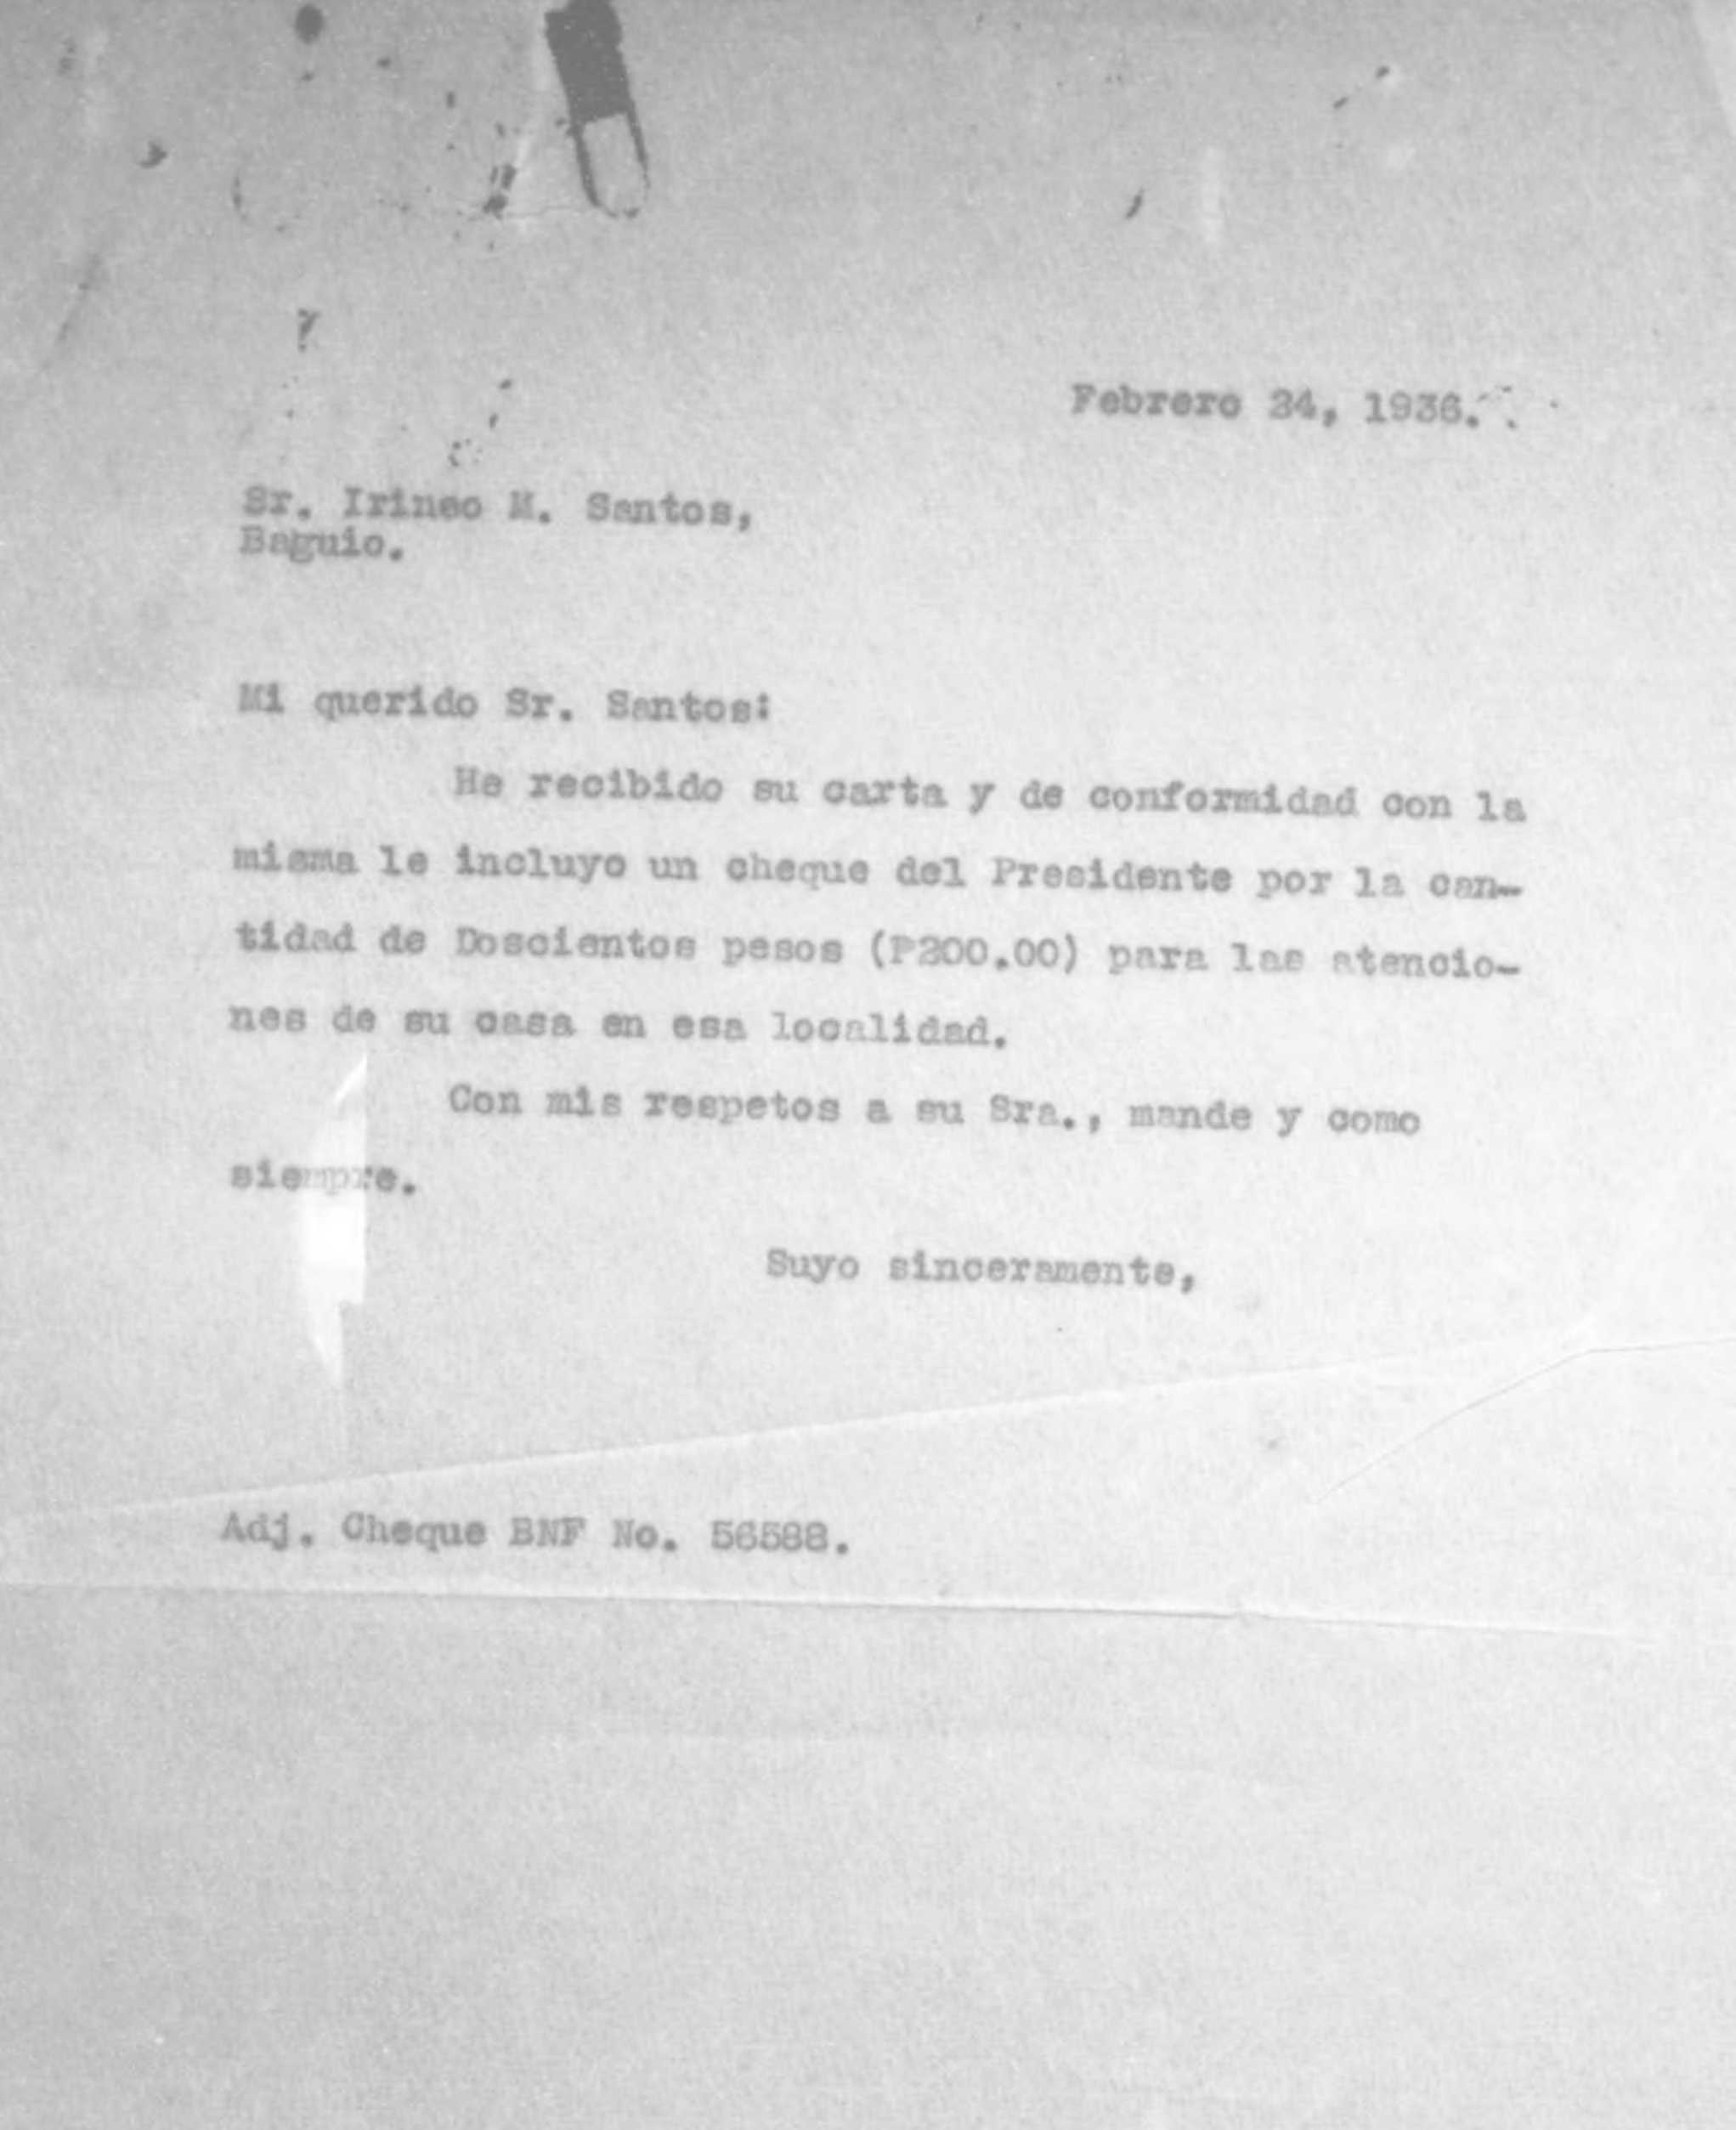 Febrero 24, 1936.
Sr. Irineo M. Santos,
Baguio.
Mi querido Sr. Santos:
He recibido su carta y de conformidad con la
misma le incluyo un cheque del Presidente por la can-
tidad de Doscientos pesos (₱200.00) para las atencio-
nes de su casa en esa localidad.
Con mis respetos a su Sra., mande y como
siempre.
Suyo sinceramente,
Adj. Cheque BNF No. 56588.